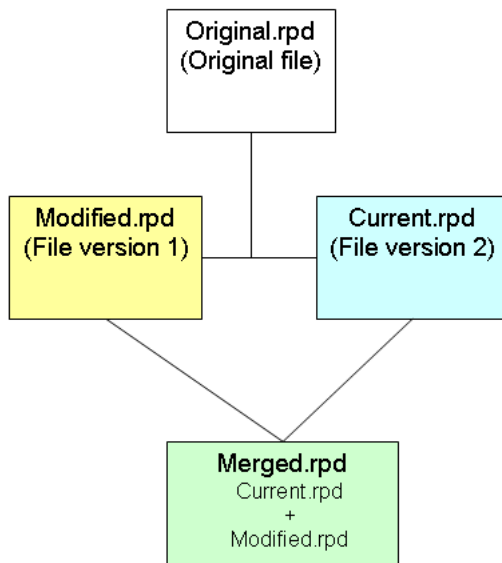 Original.rpd
(Original file)
Modified.rpd
(File version 1)
Current.rpd
(File version 2)
Merged.rpd
Current.rpd
+
Modified.rpd